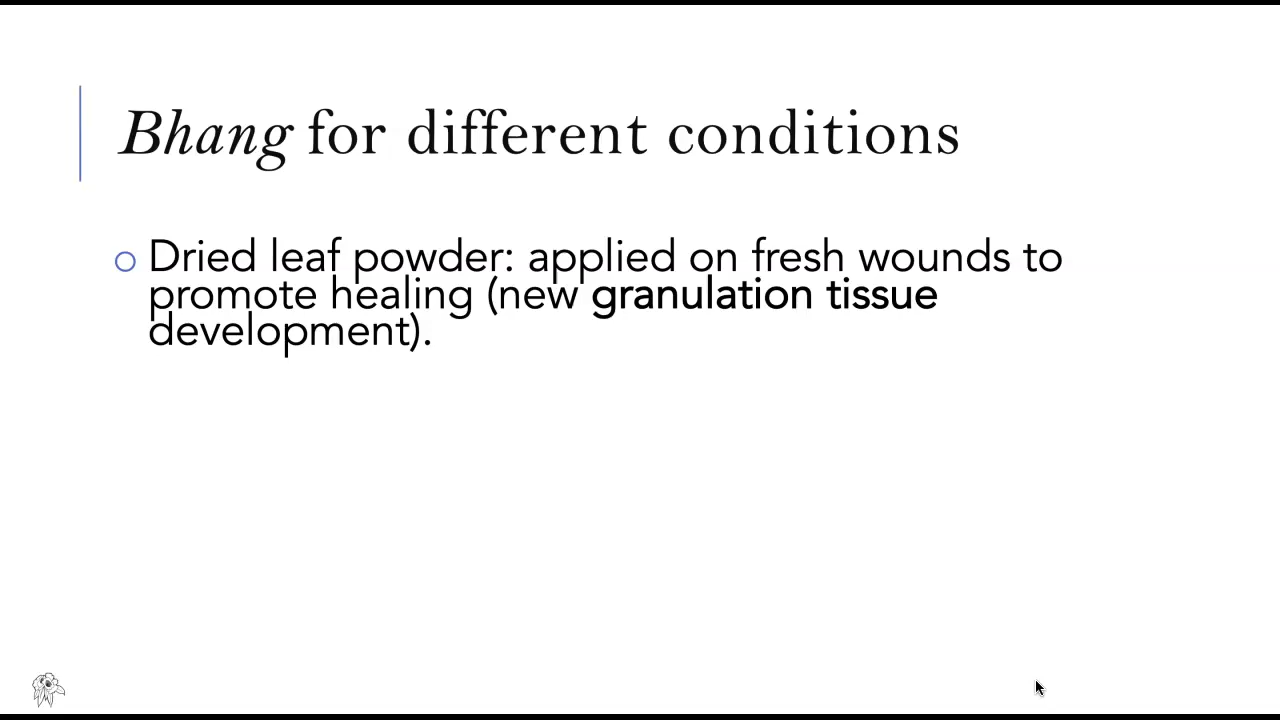 Bhang for different conditions
Dried leaf powder: applied on fresh wounds to
promote healing (new granulation tissue
development).